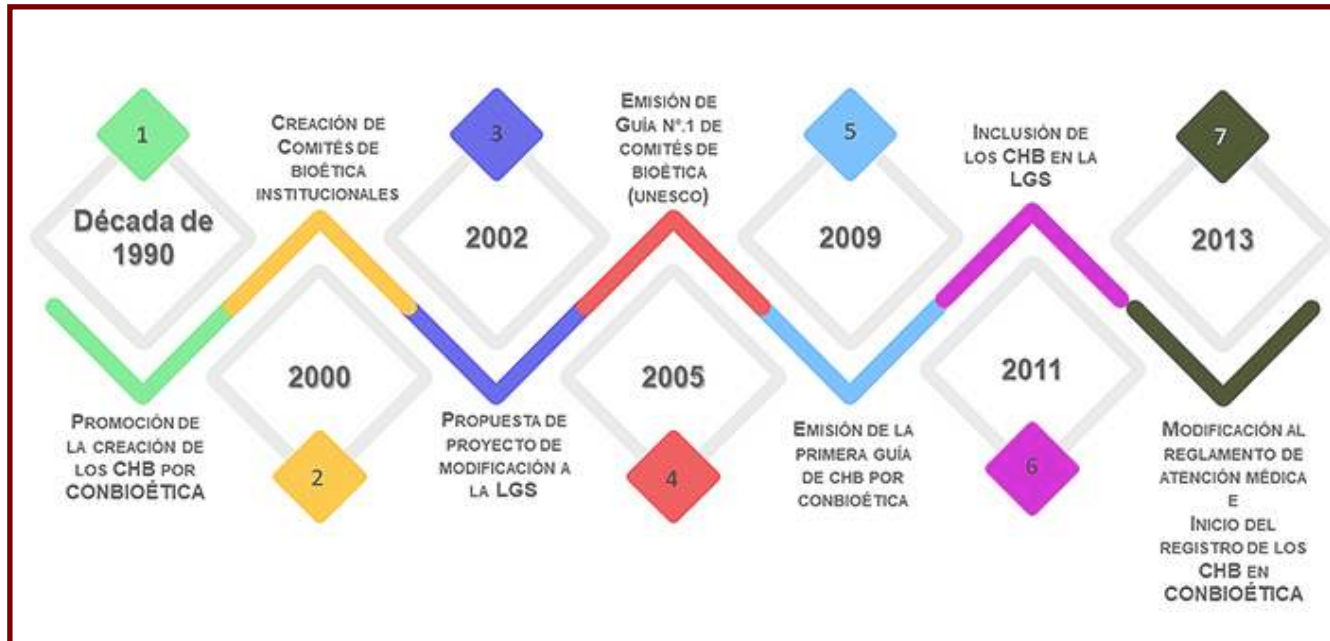 1
Década de
1990
PROMOCIÓN DE
LA CREACIÓN DE
LOS CHB POR
CONBIOÉTICA
CREACIÓN DE
COMITÉS DE
BIOÉTICA
INSTITUCIONALES
2000
2
3
2002
PROPUESTA DE
PROYECTO DE
MODIFICACIÓN A
LA LGS
EMISIÓN DE
GUÍA N°.1 DE
COMITÉS DE
BIOÉTICA
(UNESCO)
2005
4
5
2009
EMISIÓN DE LA
PRIMERA GUÍA
DE CHB POR
CONBIOÉTICA
INCLUSIÓN DE
LOS CHB EN LA
LGS
2011
6
7
2013
MODIFICACIÓN AL
REGLAMENTO DE
ATENCIÓN MÉDICA
E
INICIO DEL
REGISTRO DE LOS
CHB EN
CONBIOÉTICA